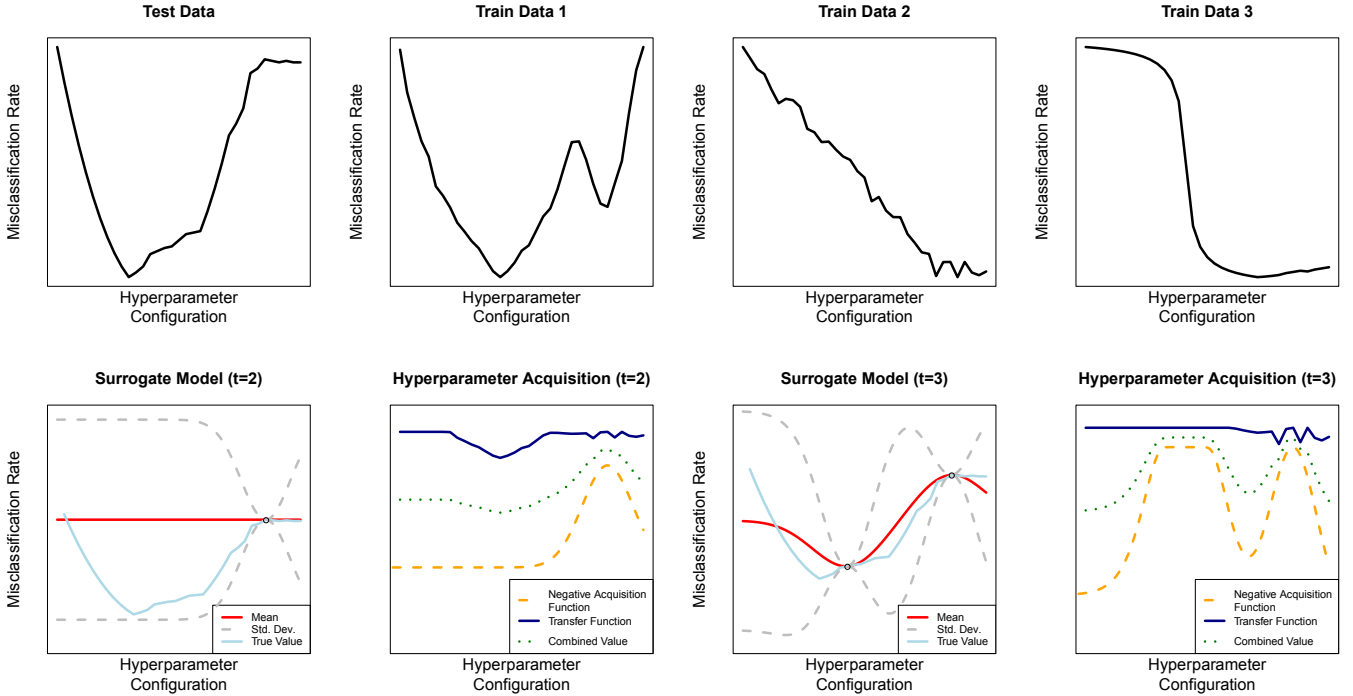 Test Data
Train Data 1
Train Data 2
Train Data 3
Misclassification Rate
Misclassification Rate
Misclassification Rate
Misclassification Rate
Hyperparameter
Configuration
Hyperparameter
Configuration
Hyperparameter
Configuration
Hyperparameter
Configuration
Surrogate Model (t=2)
Hyperparameter Acquisition (t=2)
Surrogate Model (t=3)
Hyperparameter Acquisition (t=3)
Misclassification Rate
Mean
Std. Dev.
True Value
Negative Acquisition
Function
Transfer Function
Combined Value
Misclassification Rate
Mean
Std. Dev.
True Value
Negative Acquisition
Function
Transfer Function
Combined Value
Hyperparameter
Configuration
Hyperparameter
Configuration
Hyperparameter
Configuration
Hyperparameter
Configuration